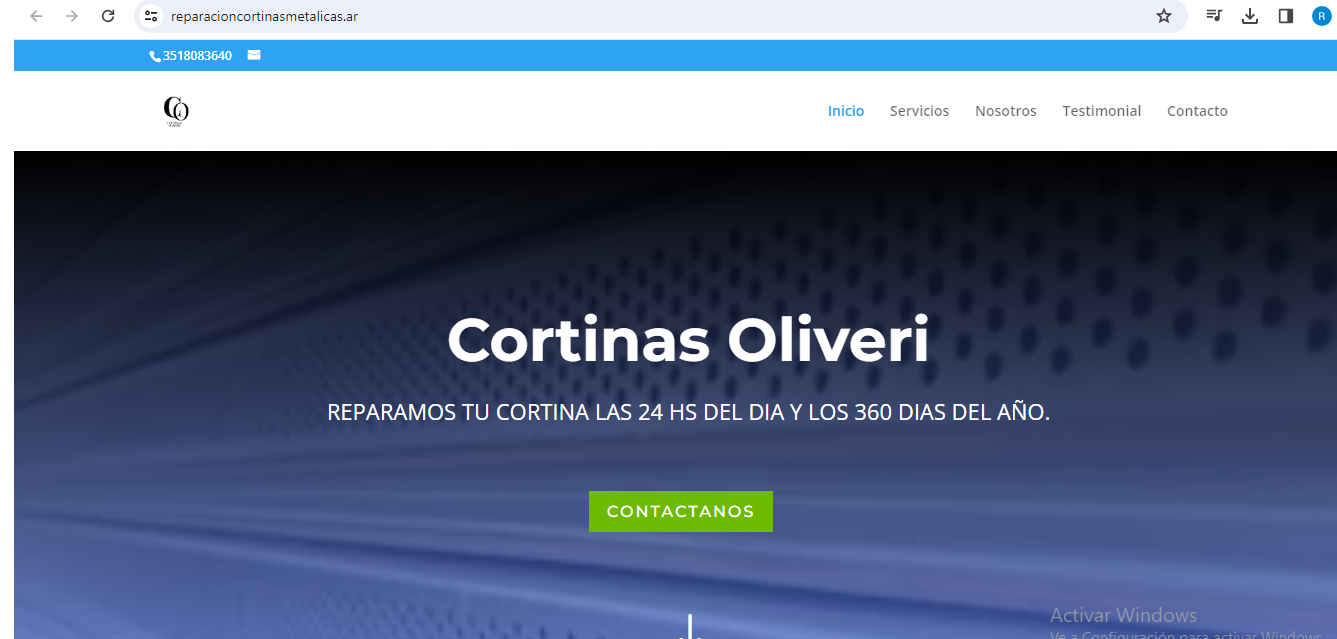 reparacioncortinasmetalicas.ar
R
3518083640
CO
Inicio Servicios Nosotros Testimonial Contacto
Cortinas Oliveri
REPARAMOS TU CORTINA LAS 24 HS DEL DIA Y LOS 360 DIAS DEL AÑO.
CONTACTANOS
Activar Windows
Ve a Configuración para activar Windows.